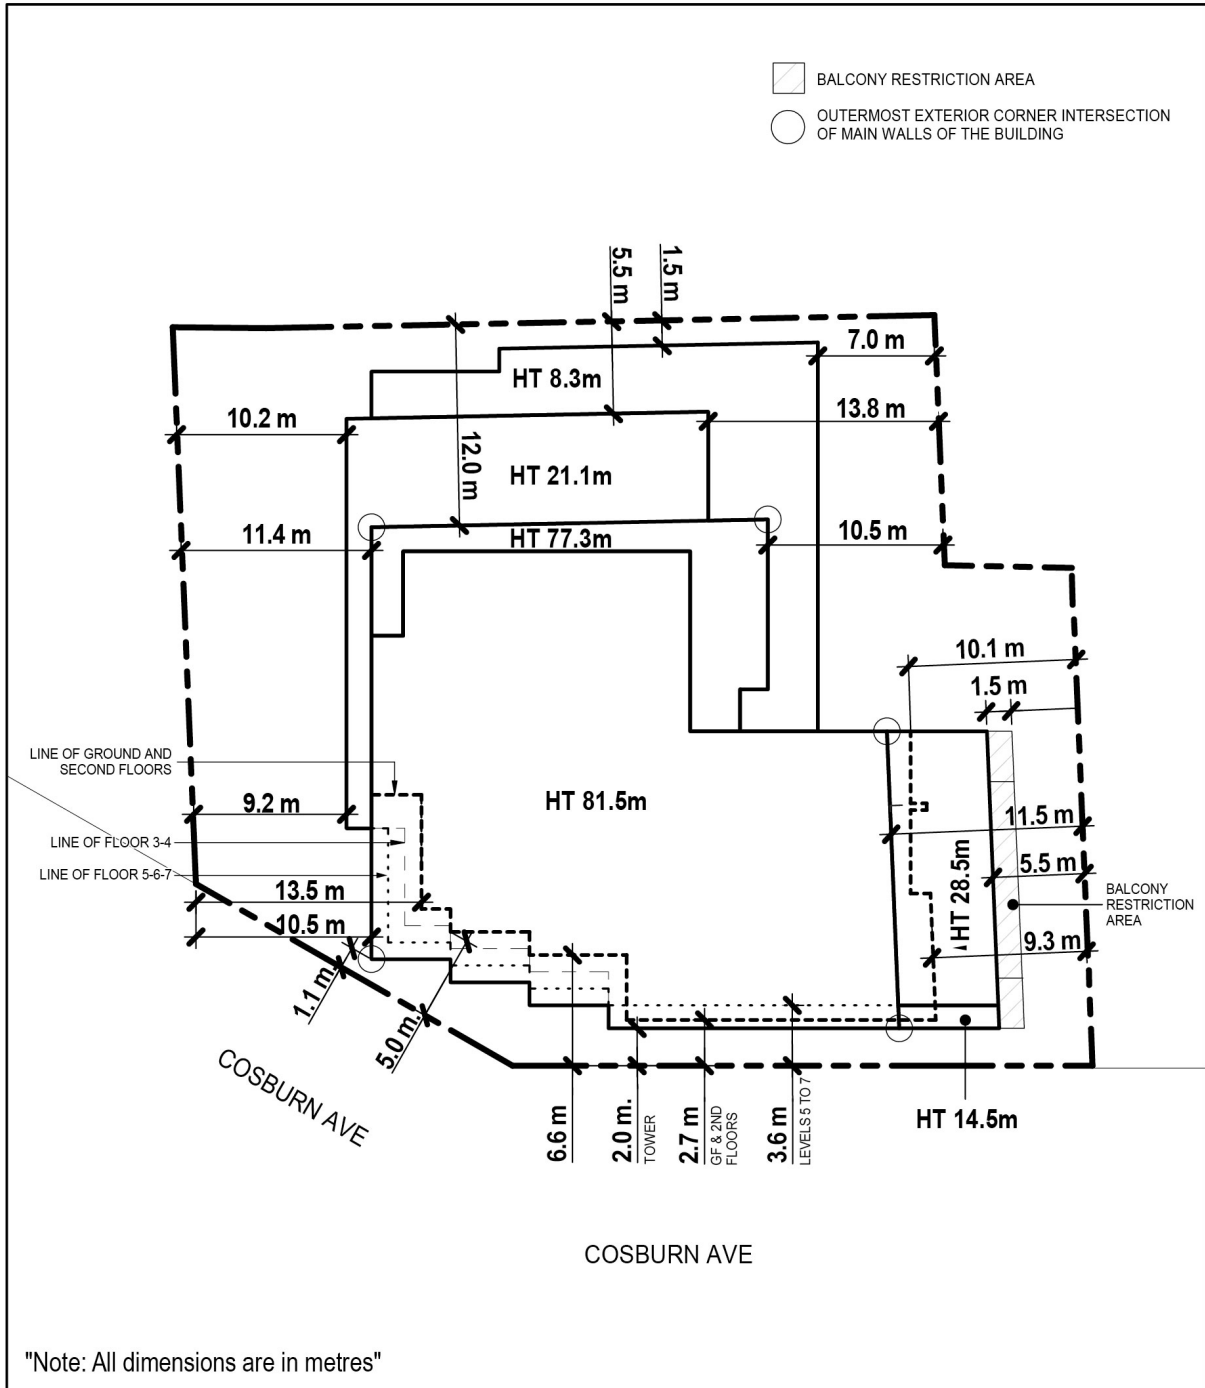 BALCONY RESTRICTION AREA
OUTERMOST EXTERIOR CORNER INTERSECTION
OF MAIN WALLS OF THE BUILDING
5.5 m
1.5 m
7.0 m
HT 8.3m
10.2 m
13.8 m
12.0 m
HT 21.1m
11.4 m
HT 77.3m
10.5 m
10.1 m
1.5 m
LINE OF GROUND AND
SECOND FLOORS
9.2 m
HT 81.5m
11.5 m
LINE OF FLOOR 3-4
LINE OF FLOOR 5-6-7
13.5 m
HT 28.5m
5.5 m
BALCONY
RESTRICTION
AREA
10.5 m
9.3 m
1.1 m.
5.0 m.
COSBURN AVE
6.6 m
2.0 m.
TOWER
2.7 m
GF & 2ND
FLOORS
3.6 m
LEVELS 5 TO 7
HT 14.5m
COSBURN AVE
"Note: All dimensions are in metres"